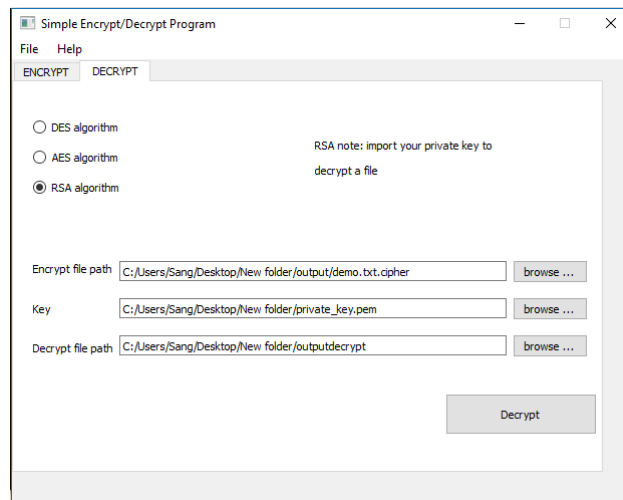 Simple Encrypt/Decrypt Program
File Help
ENCRYPT DECRYPT
DES algorithm
AES algorithm
RSA algorithm
RSA note: import your private key to
decrypt a file
Encrypt file path C:/Users/Sang/Desktop/New folder/output/demo.txt.cipher browse ...
Key C:/Users/Sang/Desktop/New folder/private_key.pem browse ...
Decrypt file path C:/Users/Sang/Desktop/New folder/outputdecrypt browse ...
Decrypt